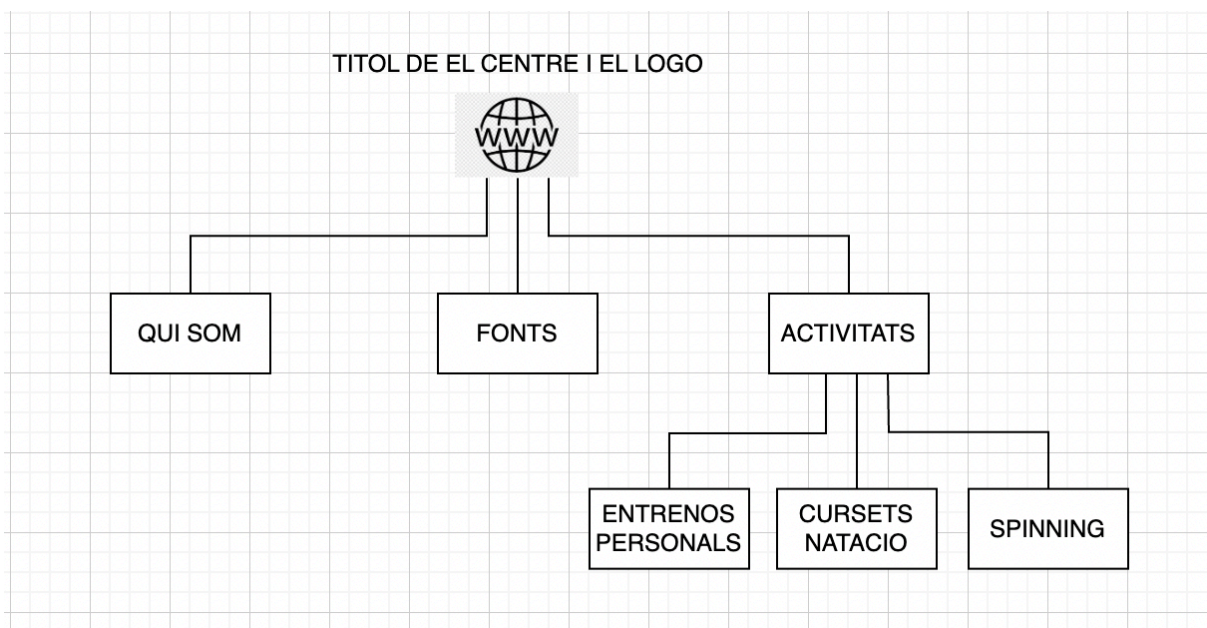 TITOL DE EL CENTRE I EL LOGO
WWW
QUI SOM
FONTS
ACTIVITATS
ENTRENOS
PERSONALS
CURSETS
NATACIO
SPINNING